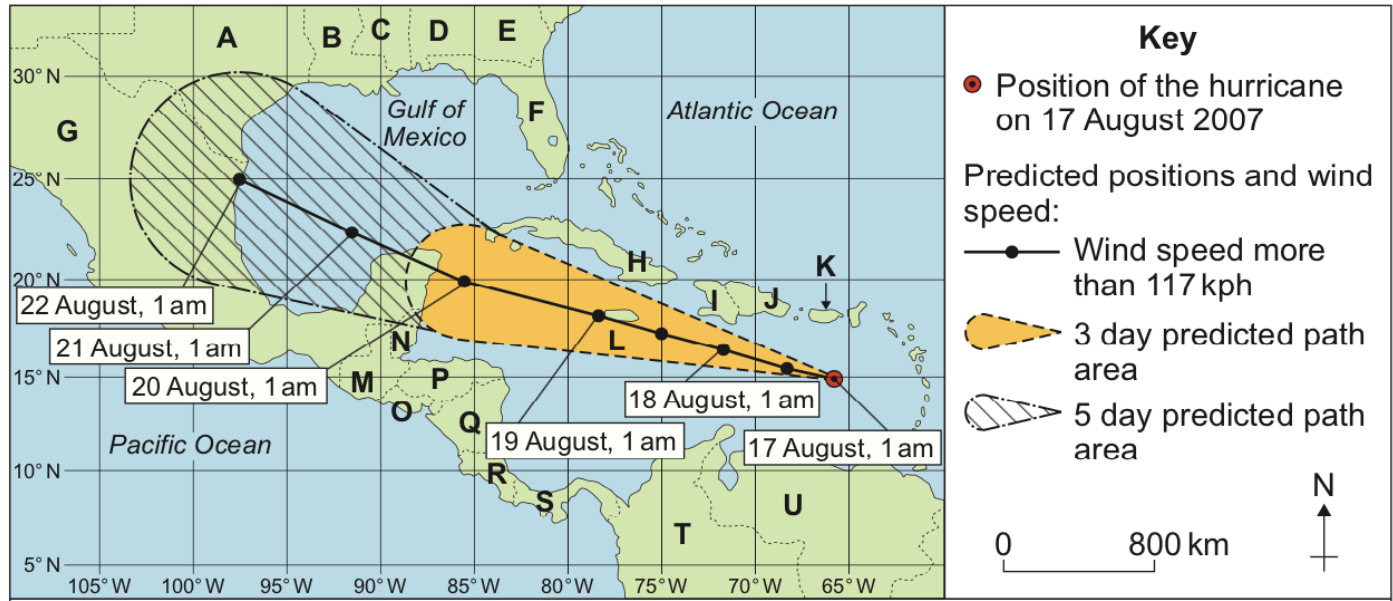 A
B
C
D
E
30° N
Gulf of
Mexico
Atlantic Ocean
F
G
25° N
H
K
20° N
I
J
22 August, 1 am
21 August, 1 am
20 August, 1 am
N
L
15° N
M
P
18 August, 1 am
O
Q
19 August, 1 am
17 August, 1 am
Pacific Ocean
10° N
R
S
U
T
5° N
105° W
100° W
95° W
90° W
85° W
80° W
75° W
70° W
65° W
Key
Position of the hurricane
on 17 August 2007
Predicted positions and wind
speed:
Wind speed more
than 117 kph
3 day predicted path
area
5 day predicted path
area
N
0 800 km